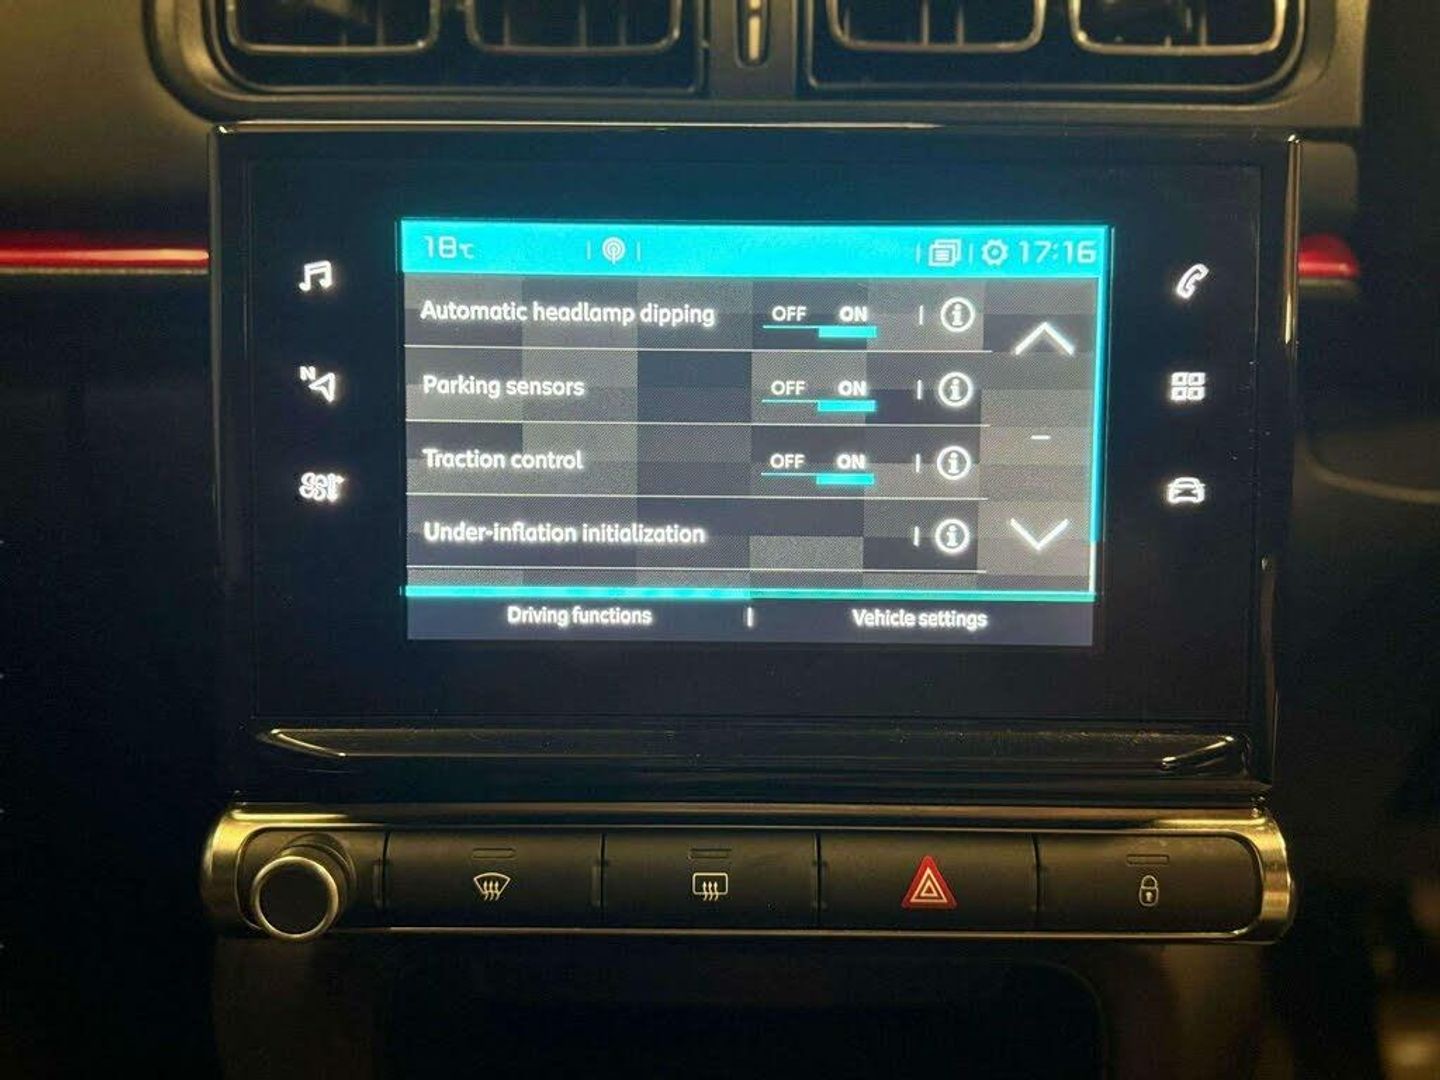 18°C 17:16
Automatic headlamp dipping OFF ON
Parking sensors OFF ON
Traction control OFF ON
Under-inflation initialization
Driving functions Vehicle settings
N